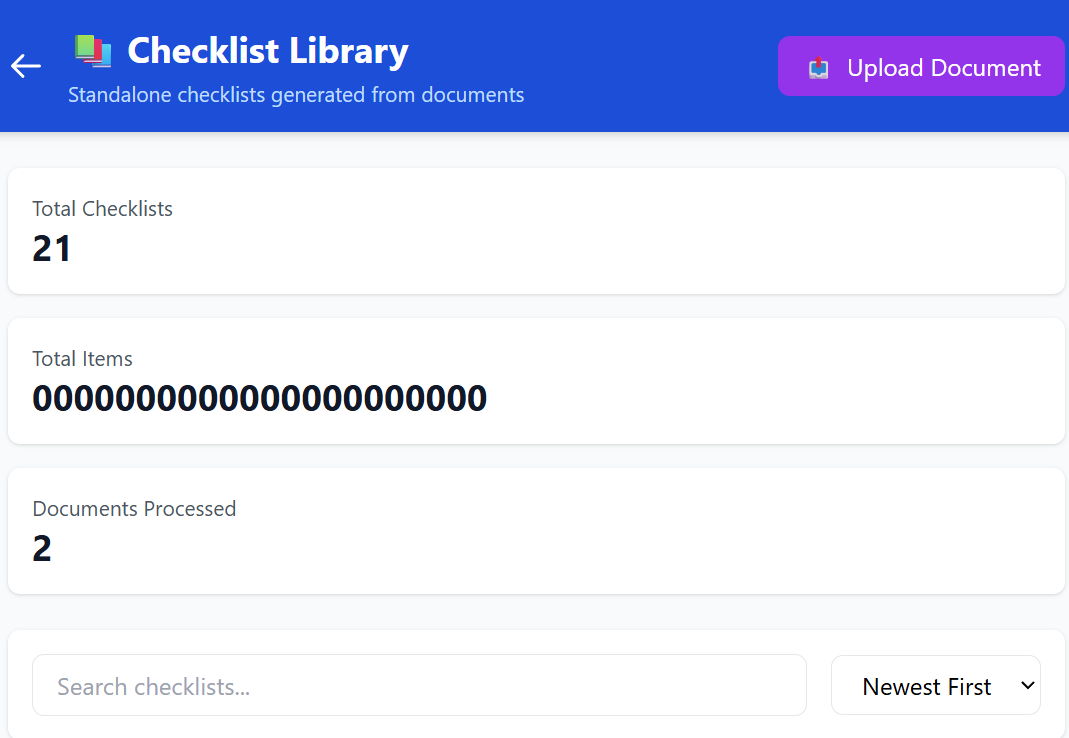 Checklist Library
Standalone checklists generated from documents
Upload Document
Total Checklists
21
Total Items
0000000000000000000000
Documents Processed
2
Search checklists...
Newest First